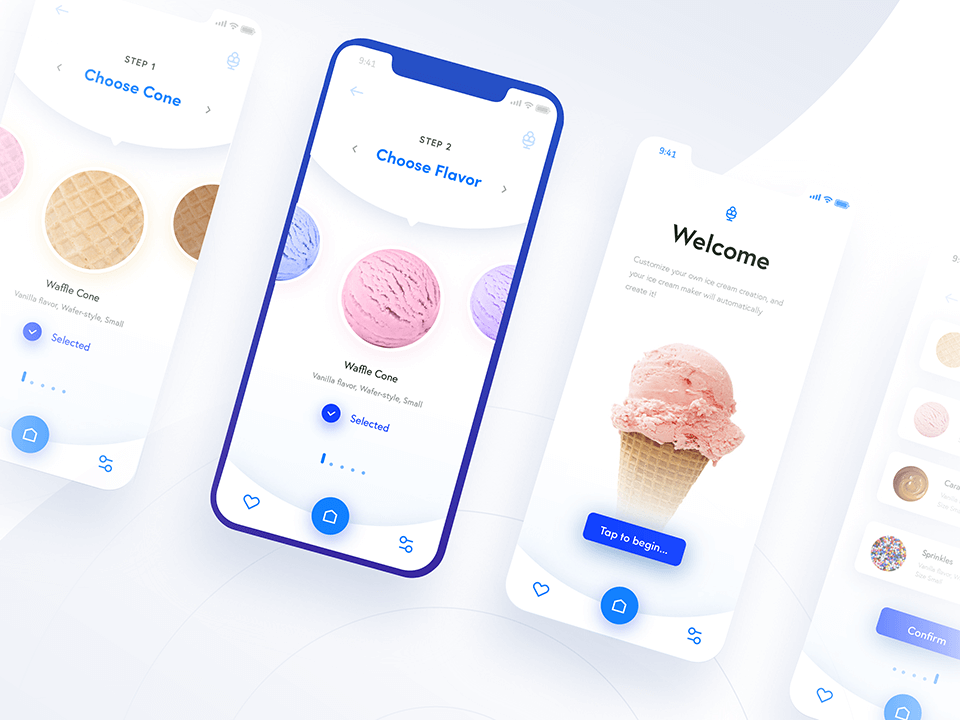 STEP 1
Choose Cone
Waffle Cone
Vanilla flavor, Wafer-style, Small
Selected
9:41
STEP 2
Choose Flavor
Waffle Cone
Vanilla flavor, Wafer-style, Small
Selected
9:41
Welcome
Customize your own ice cream creation, and
your ice cream maker will automatically
create it!
Tap to begin...
Sprinkles
Size Small
Confirm